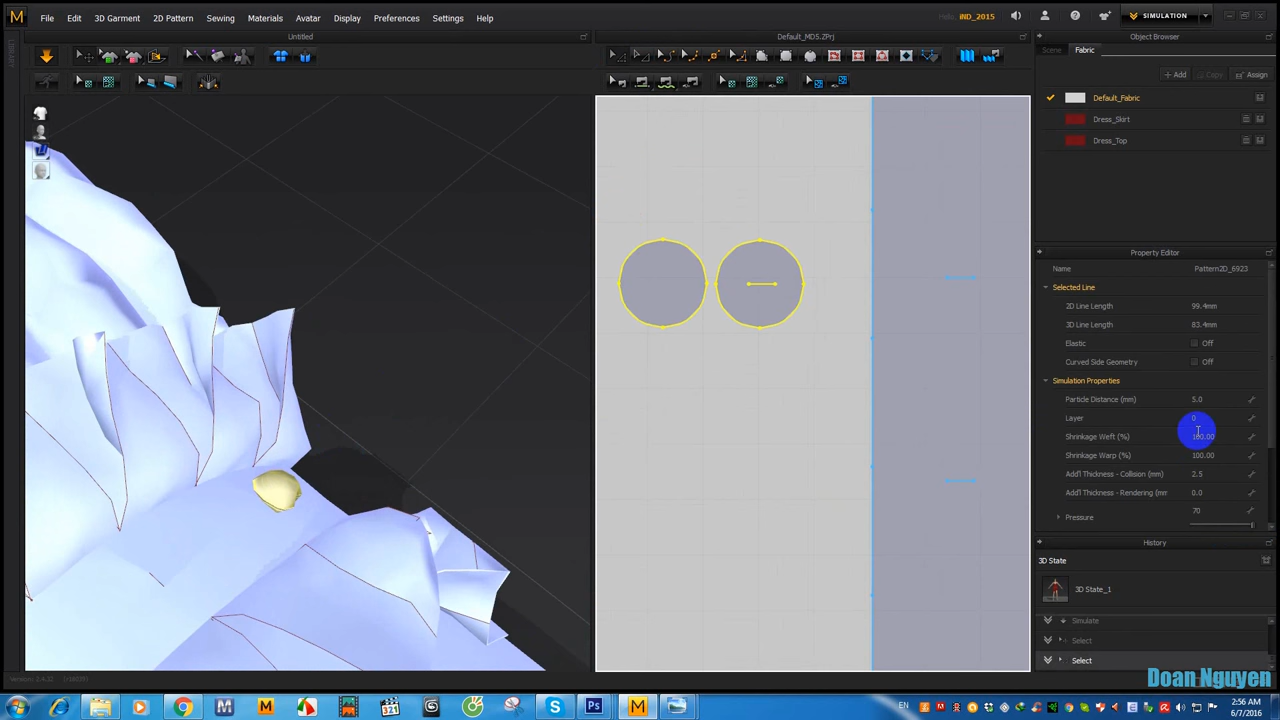 File Edit 3D Garment 2D Pattern Sewing Materials Avatar Display Preferences Settings Help
Hello, iND_2015
SIMULATION
Untitled
Default_MD5.ZPrj
Object Browser
LIBRARY
Scene Fabric
+ Add Copy Assign
Default_Fabric
Dress_Skirt
Dress_Top
Property Editor
Name Pattern2D_6923
Selected Line
2D Line Length 99.4mm
3D Line Length 83.4mm
Elastic Off
Curved Side Geometry Off
Simulation Properties
Particle Distance (mm) 5.0
Layer 0
Shrinkage Weft (%) 100.00
Shrinkage Warp (%) 100.00
Add'l Thickness - Collision (mm) 2.5
Add'l Thickness - Rendering (mm 0.0
Pressure 70
History
3D State
3D State_1
Simulate
Select
Select
Doan Nguyen
EN
2:56 AM
6/7/2016